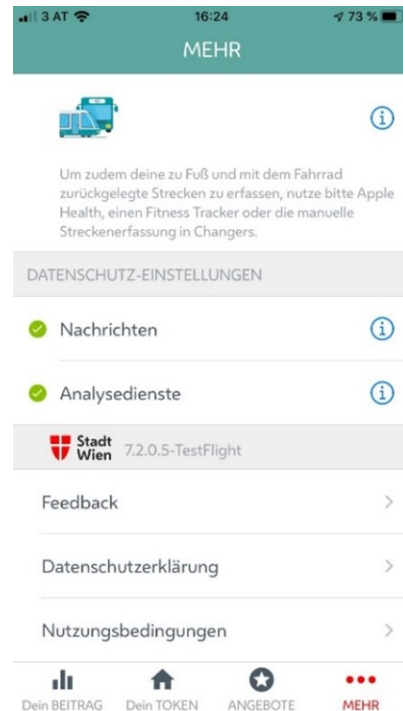 3 AT 16:24 73 %
MEHR
Um zudem deine zu Fuß und mit dem Fahrrad
zurückgelegte Strecken zu erfassen, nutze bitte Apple
Health, einen Fitness Tracker oder die manuelle
Streckenerfassung in Changers.
DATENSCHUTZ-EINSTELLUNGEN
Nachrichten
Analysedienste
Stadt
Wien 7.2.0.5-TestFlight
Feedback
Datenschutzerklärung
Nutzungsbedingungen
Dein BEITRAG Dein TOKEN ANGEBOTE MEHR